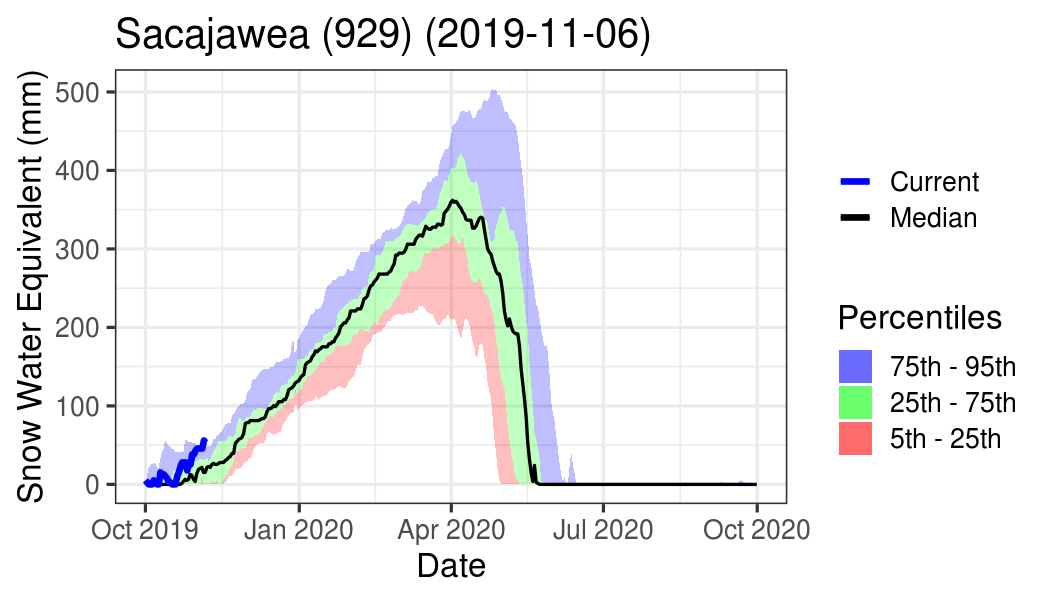 Sacajawea (929) (2019-11-06)
Snow Water Equivalent (mm)
500
400
300
200
100
0
Oct 2019
Jan 2020
Apr 2020
Jul 2020
Oct 2020
Date
Current
Median
Percentiles
75th - 95th
25th - 75th
5th - 25th